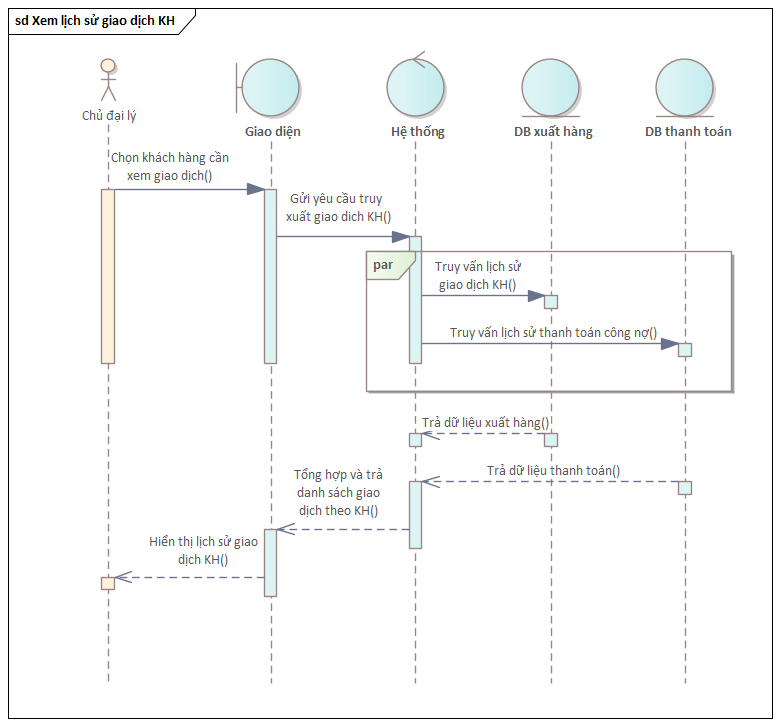 sd Xem lịch sử giao dịch KH
Chủ đại lý
Giao diện
Hệ thống
DB xuất hàng
DB thanh toán
Chọn khách hàng cần
xem giao dịch()
Gửi yêu cầu truy
xuất giao dich KH()
par
Truy vấn lịch sử
giao dịch KH()
Truy vấn lịch sử thanh toán công nợ()
Trả dữ liệu xuất hàng()
Trả dữ liệu thanh toán()
Tổng hợp và trả
danh sách giao
dịch theo KH()
Hiển thị lịch sử giao
dịch KH()